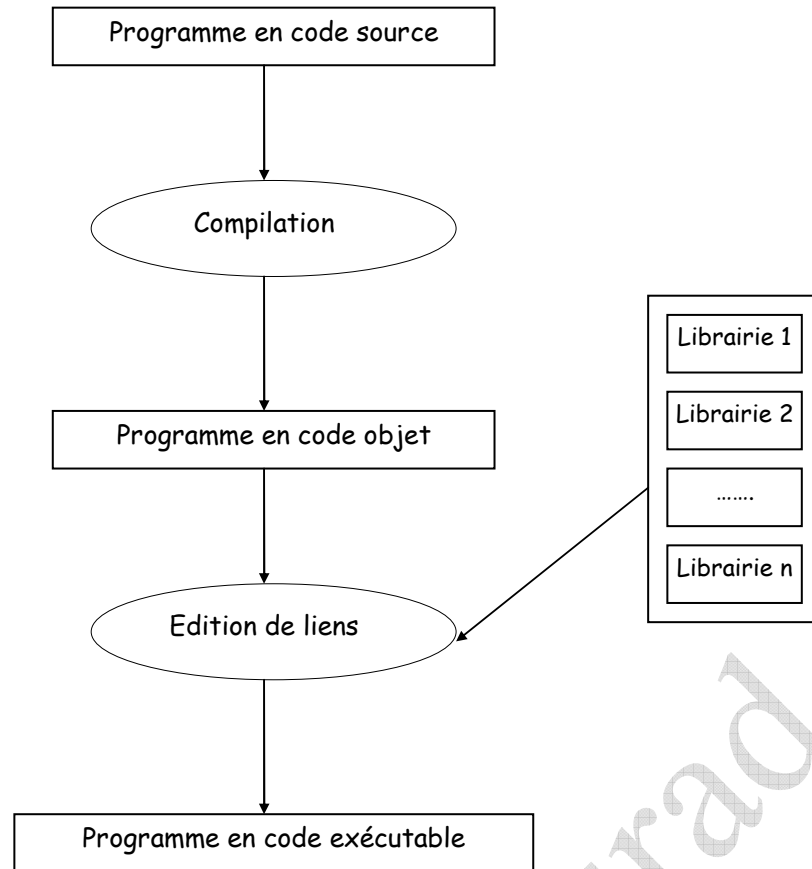 Programme en code source
Compilation
Librairie 1
Librairie 2
…….
Librairie n
Programme en code objet
Edition de liens
Programme en code exécutable